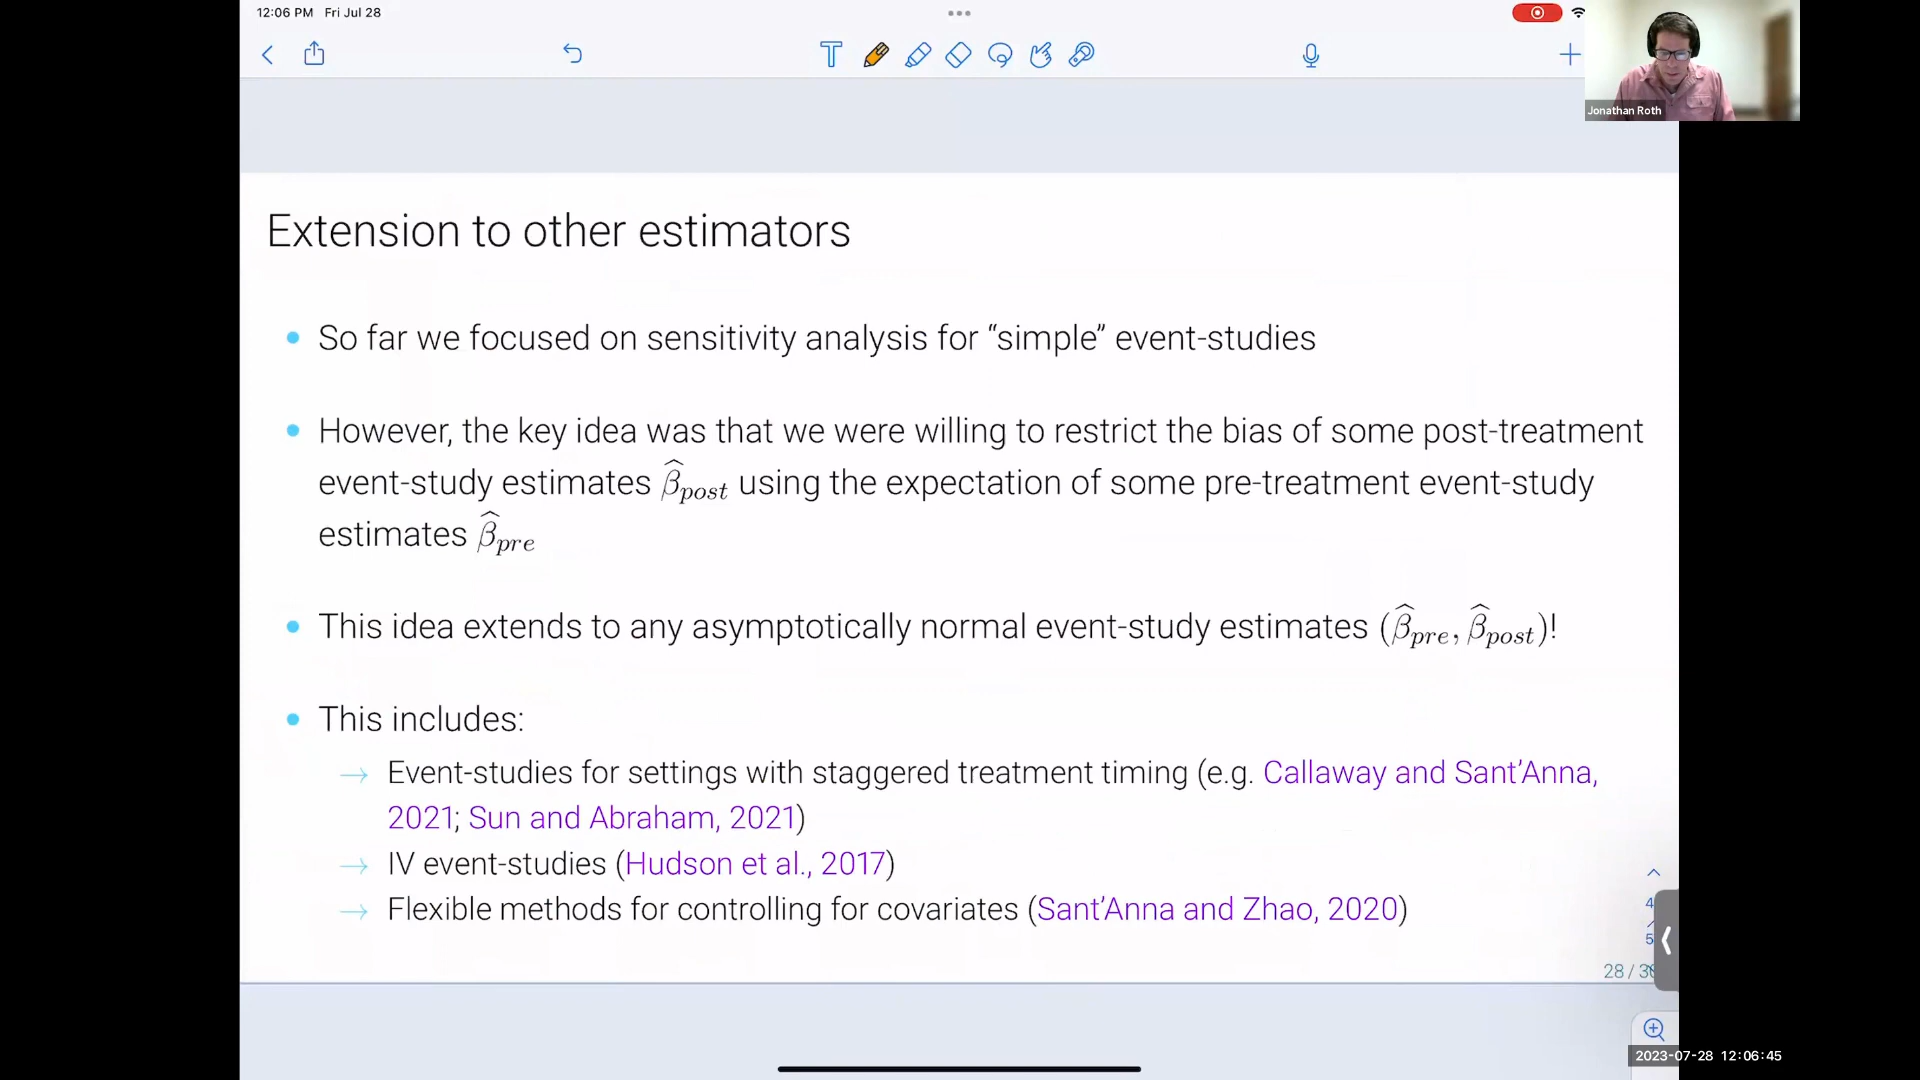 12:06 PM Fri Jul 28
Jonathan Roth
Extension to other estimators
So far we focused on sensitivity analysis for “simple” event-studies
However, the key idea was that we were willing to restrict the bias of some post-treatment
event-study estimates β̂post using the expectation of some pre-treatment event-study
estimates β̂pre
This idea extends to any asymptotically normal event-study estimates (β̂pre, β̂post)!
This includes:
→ Event-studies for settings with staggered treatment timing (e.g. Callaway and Sant’Anna,
2021; Sun and Abraham, 2021)
→ IV event-studies (Hudson et al., 2017)
→ Flexible methods for controlling for covariates (Sant’Anna and Zhao, 2020)
4
5
28 / 3
2023-07-28 12:06:45